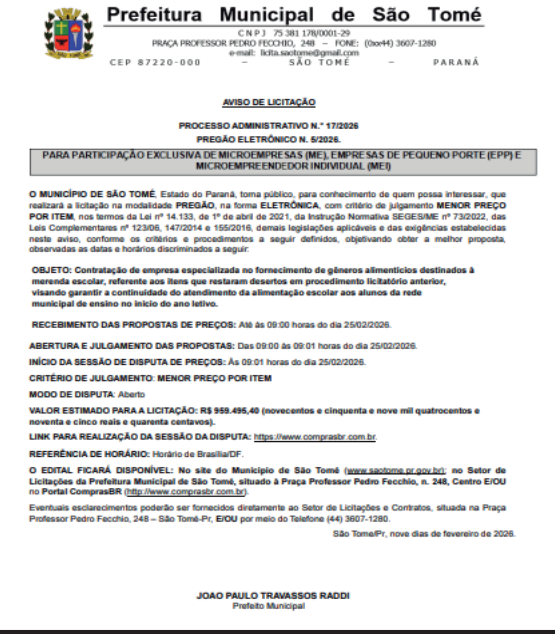 Prefeitura Municipal de São Tomé
C N P J 75 381 178/0001-29
PRAÇA PROFESSOR PEDRO FECCHIO, 248 – FONE: (0xx44) 3607-1280
e-mail: licita.saotome@gmail.com
CEP 87220-000 – SÃO TOMÉ – PARANÁ
AVISO DE LICITAÇÃO
PROCESSO ADMINISTRATIVO N.° 17/2026
PREGÃO ELETRÔNICO N. 5/2026.
PARA PARTICIPAÇÃO EXCLUSIVA DE MICROEMPRESAS (ME), EMPRESAS DE PEQUENO PORTE (EPP) E
MICROEMPREENDEDOR INDIVIDUAL (MEI)
O MUNICÍPIO DE SÃO TOMÉ, Estado do Paraná, torna público, para conhecimento de quem possa interessar, que
realizará a licitação na modalidade PREGÃO, na forma ELETRÔNICA, com critério de julgamento MENOR PREÇO
POR ITEM, nos termos da Lei nº 14.133, de 1º de abril de 2021, da Instrução Normativa SEGES/ME nº 73/2022, das
Leis Complementares n° 123/06, 147/2014 e 155/2016, demais legislações aplicáveis e das exigências estabelecidas
neste aviso, conforme os critérios e procedimentos a seguir definidos, objetivando obter a melhor proposta,
observadas as datas e horários discriminados a seguir:
OBJETO: Contratação de empresa especializada no fornecimento de gêneros alimentícios destinados à
merenda escolar, referente aos itens que restaram desertos em procedimento licitatório anterior,
visando garantir a continuidade do atendimento da alimentação escolar aos alunos da rede
municipal de ensino no início do ano letivo.
RECEBIMENTO DAS PROPOSTAS DE PREÇOS: Até às 09:00 horas do dia 25/02/2026.
ABERTURA E JULGAMENTO DAS PROPOSTAS: Das 09:00 às 09:01 horas do dia 25/02/2026.
INÍCIO DA SESSÃO DE DISPUTA DE PREÇOS: Às 09:01 horas do dia 25/02/2026.
CRITÉRIO DE JULGAMENTO: MENOR PREÇO POR ITEM
MODO DE DISPUTA: Aberto
VALOR ESTIMADO PARA A LICITAÇÃO: R$ 959.495,40 (novecentos e cinquenta e nove mil quatrocentos e
noventa e cinco reais e quarenta centavos).
LINK PARA REALIZAÇÃO DA SESSÃO DA DISPUTA: https://www.comprasbr.com.br.
REFERÊNCIA DE HORÁRIO: Horário de Brasília/DF.
O EDITAL FICARÁ DISPONÍVEL: No site do Município de São Tomé (www.saotome.pr.gov.br); no Setor de
Licitações da Prefeitura Municipal de São Tomé, situado à Praça Professor Pedro Fecchio, n. 248, Centro E/OU
no Portal ComprasBR (http://www.comprasbr.com.br).
Eventuais esclarecimentos poderão ser fornecidos diretamente ao Setor de Licitações e Contratos, situada na Praça
Professor Pedro Fecchio, 248 – São Tomé-Pr, E/OU por meio do Telefone (44) 3607-1280.
São Tome/Pr, nove dias de fevereiro de 2026.
JOAO PAULO TRAVASSOS RADDI
Prefeito Municipal